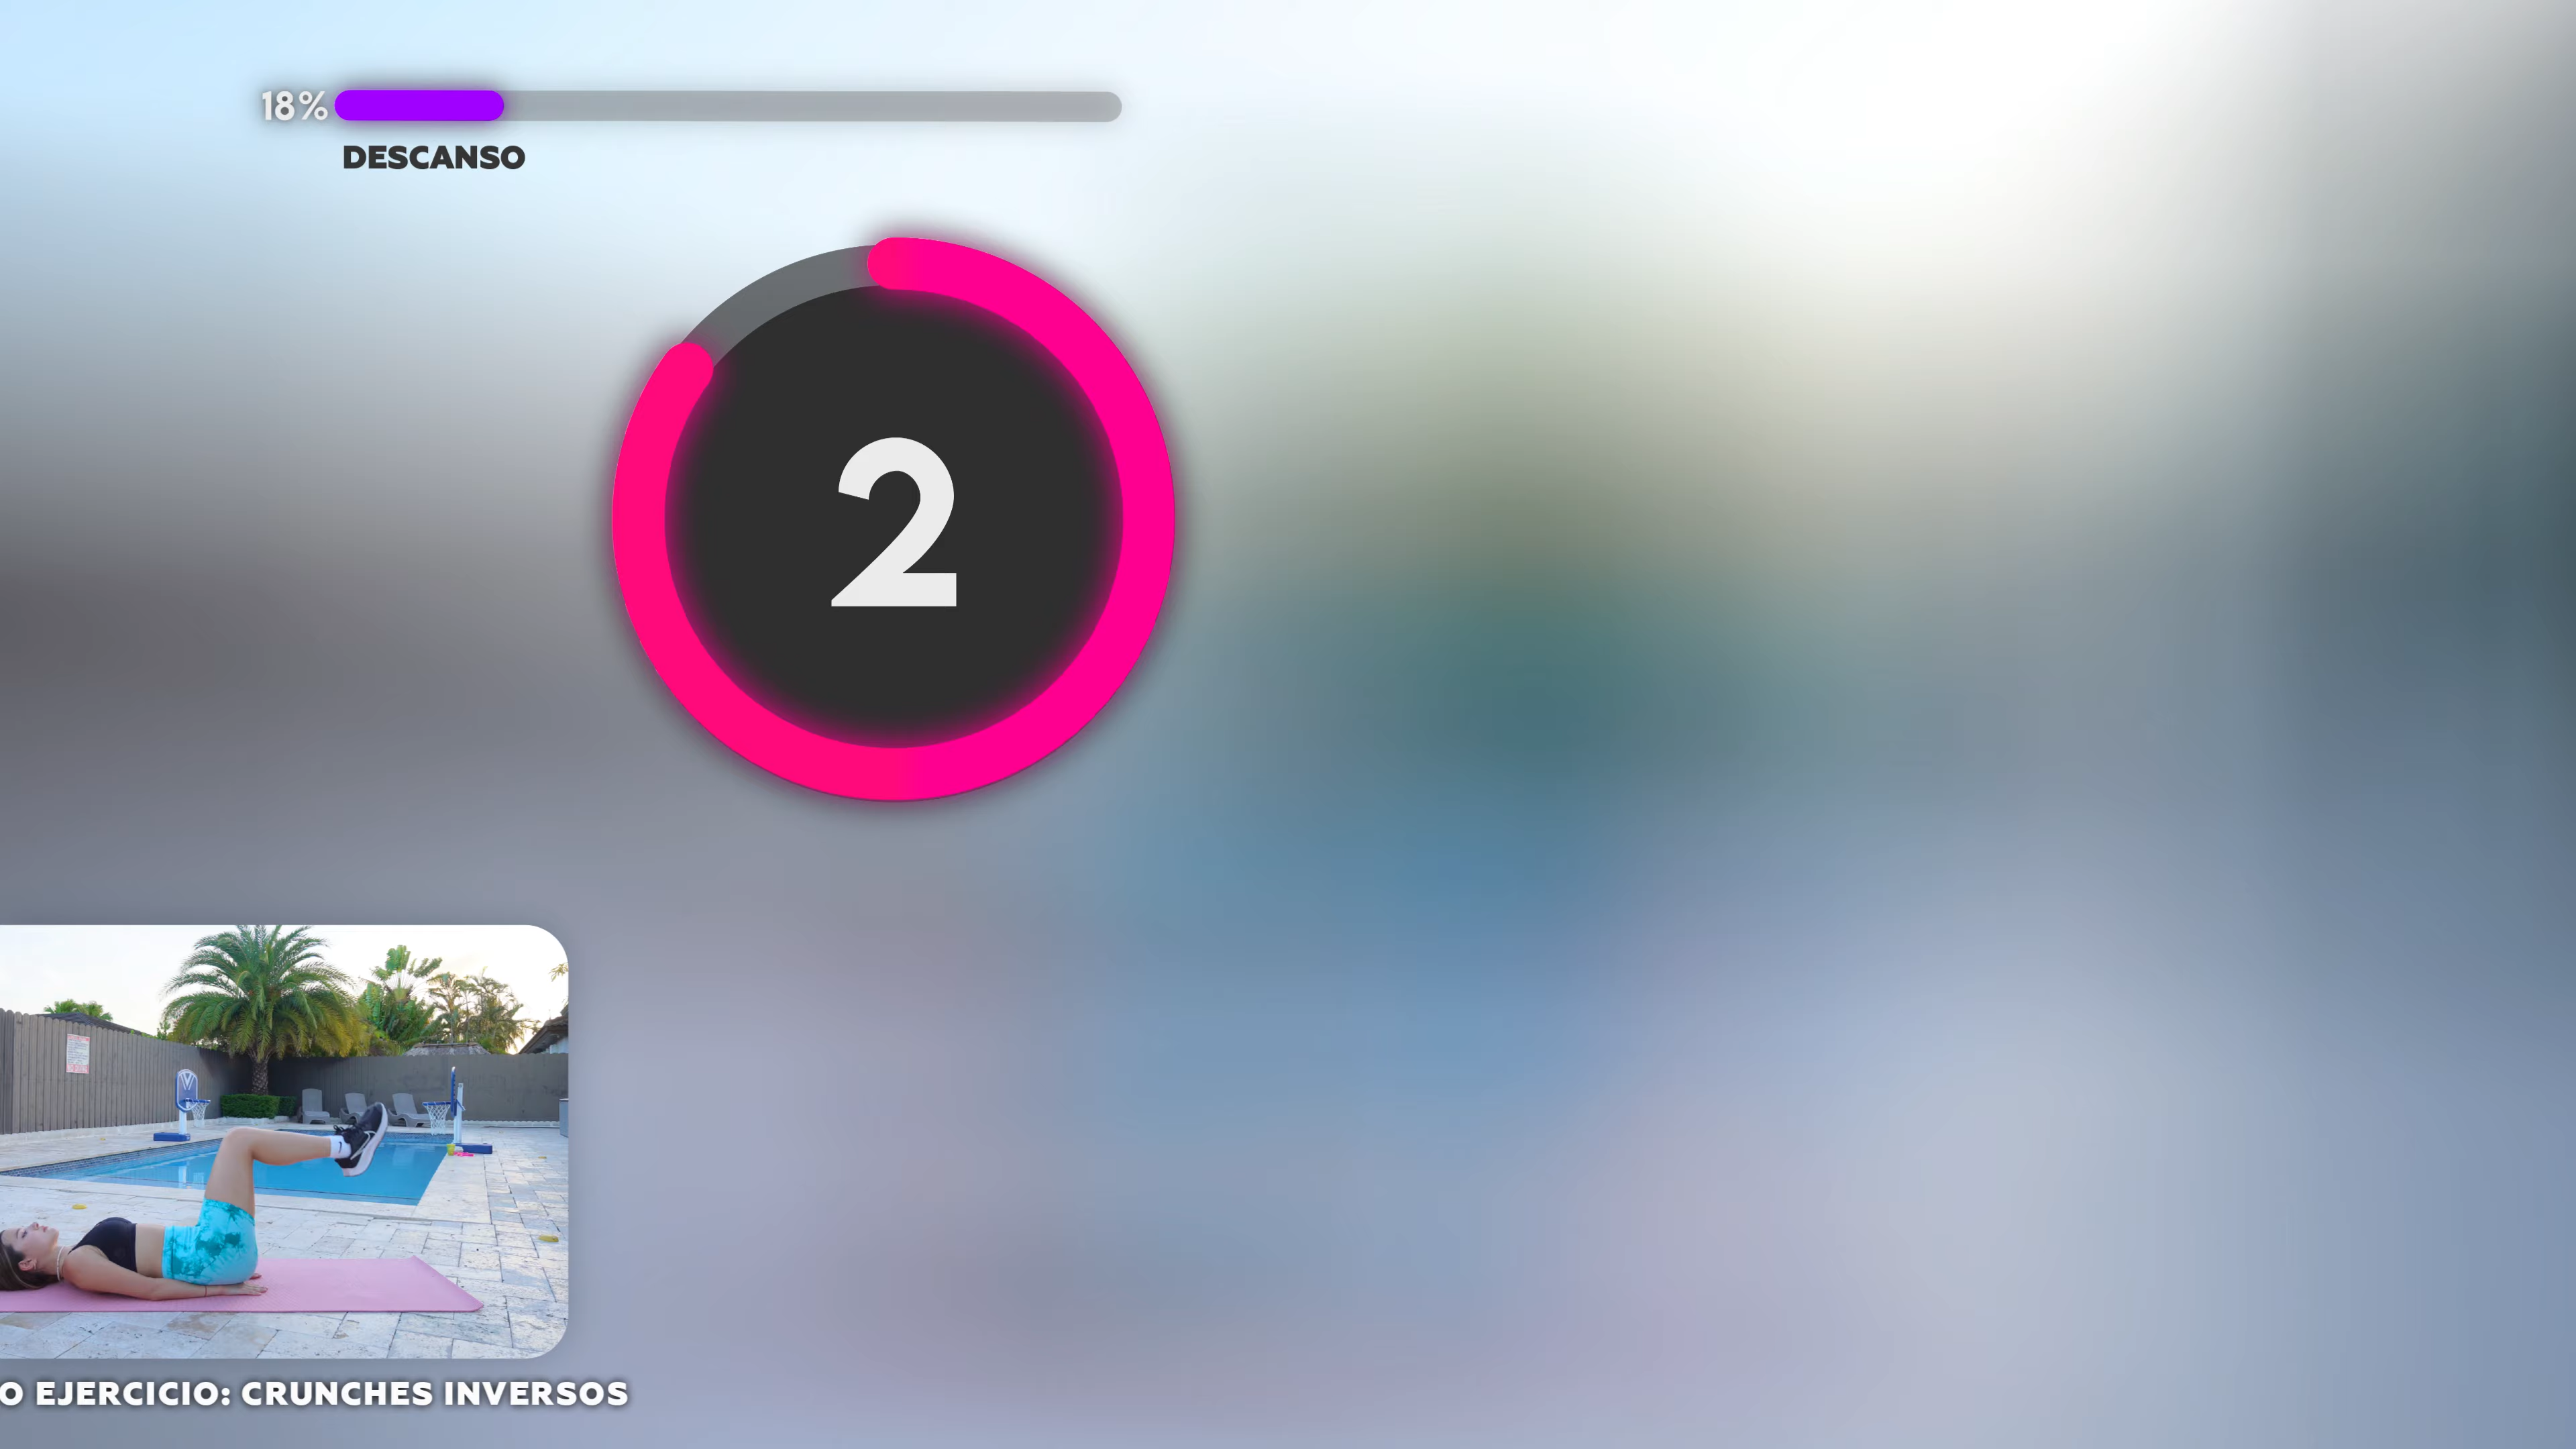 18%
DESCANSO
2
O EJERCICIO: CRUNCHES INVERSOS